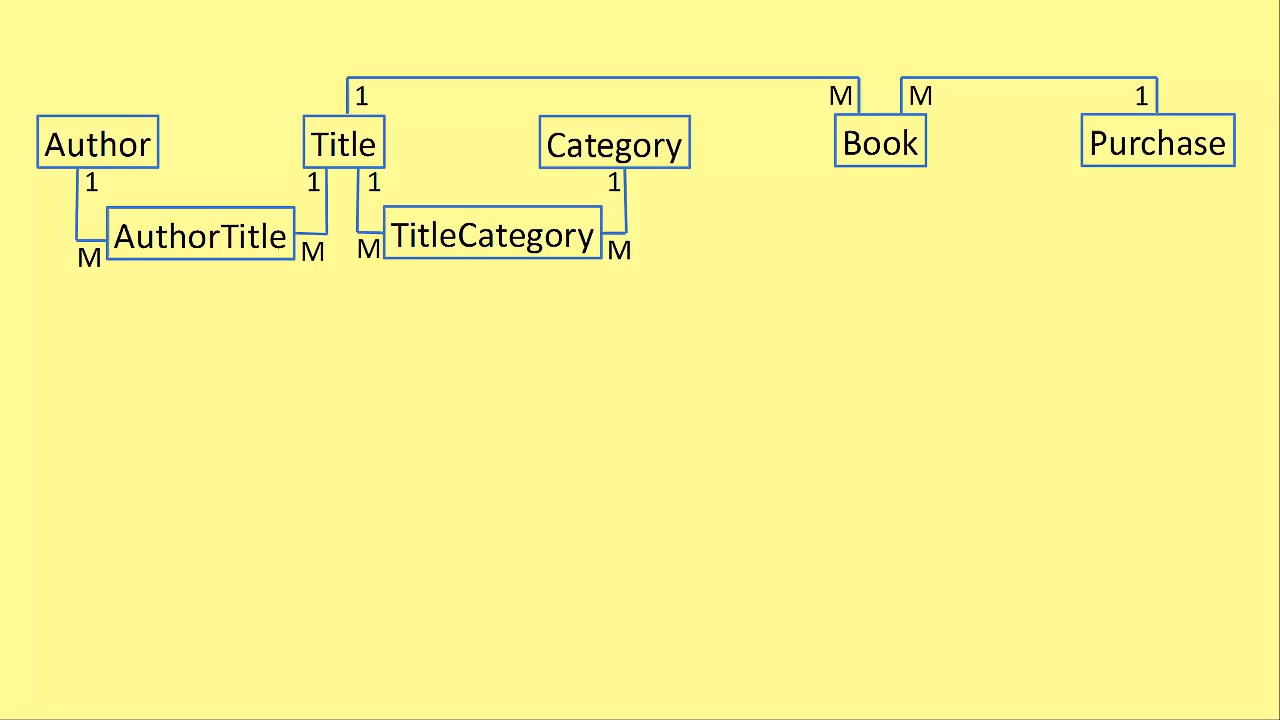 1 M M 1
Author Title Category Book Purchase
1 1 1 1
AuthorTitle TitleCategory
M M M M